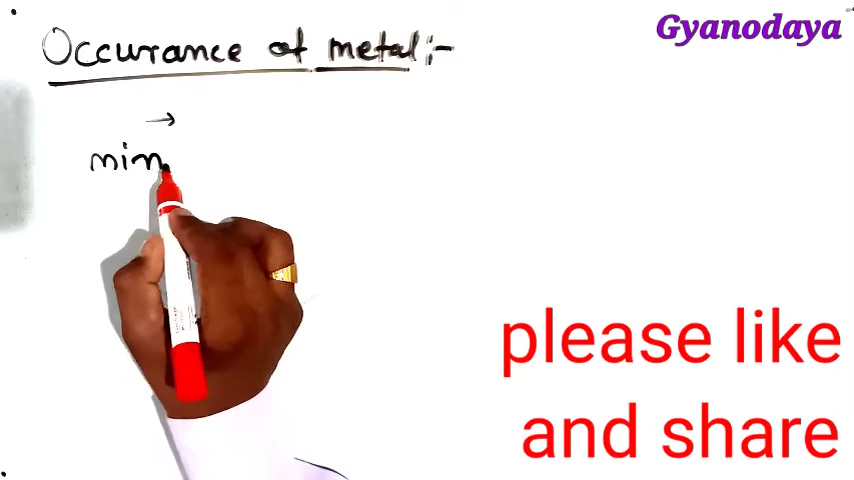 Gyanodaya
Occurance of metal :-
→
min
please like
and share